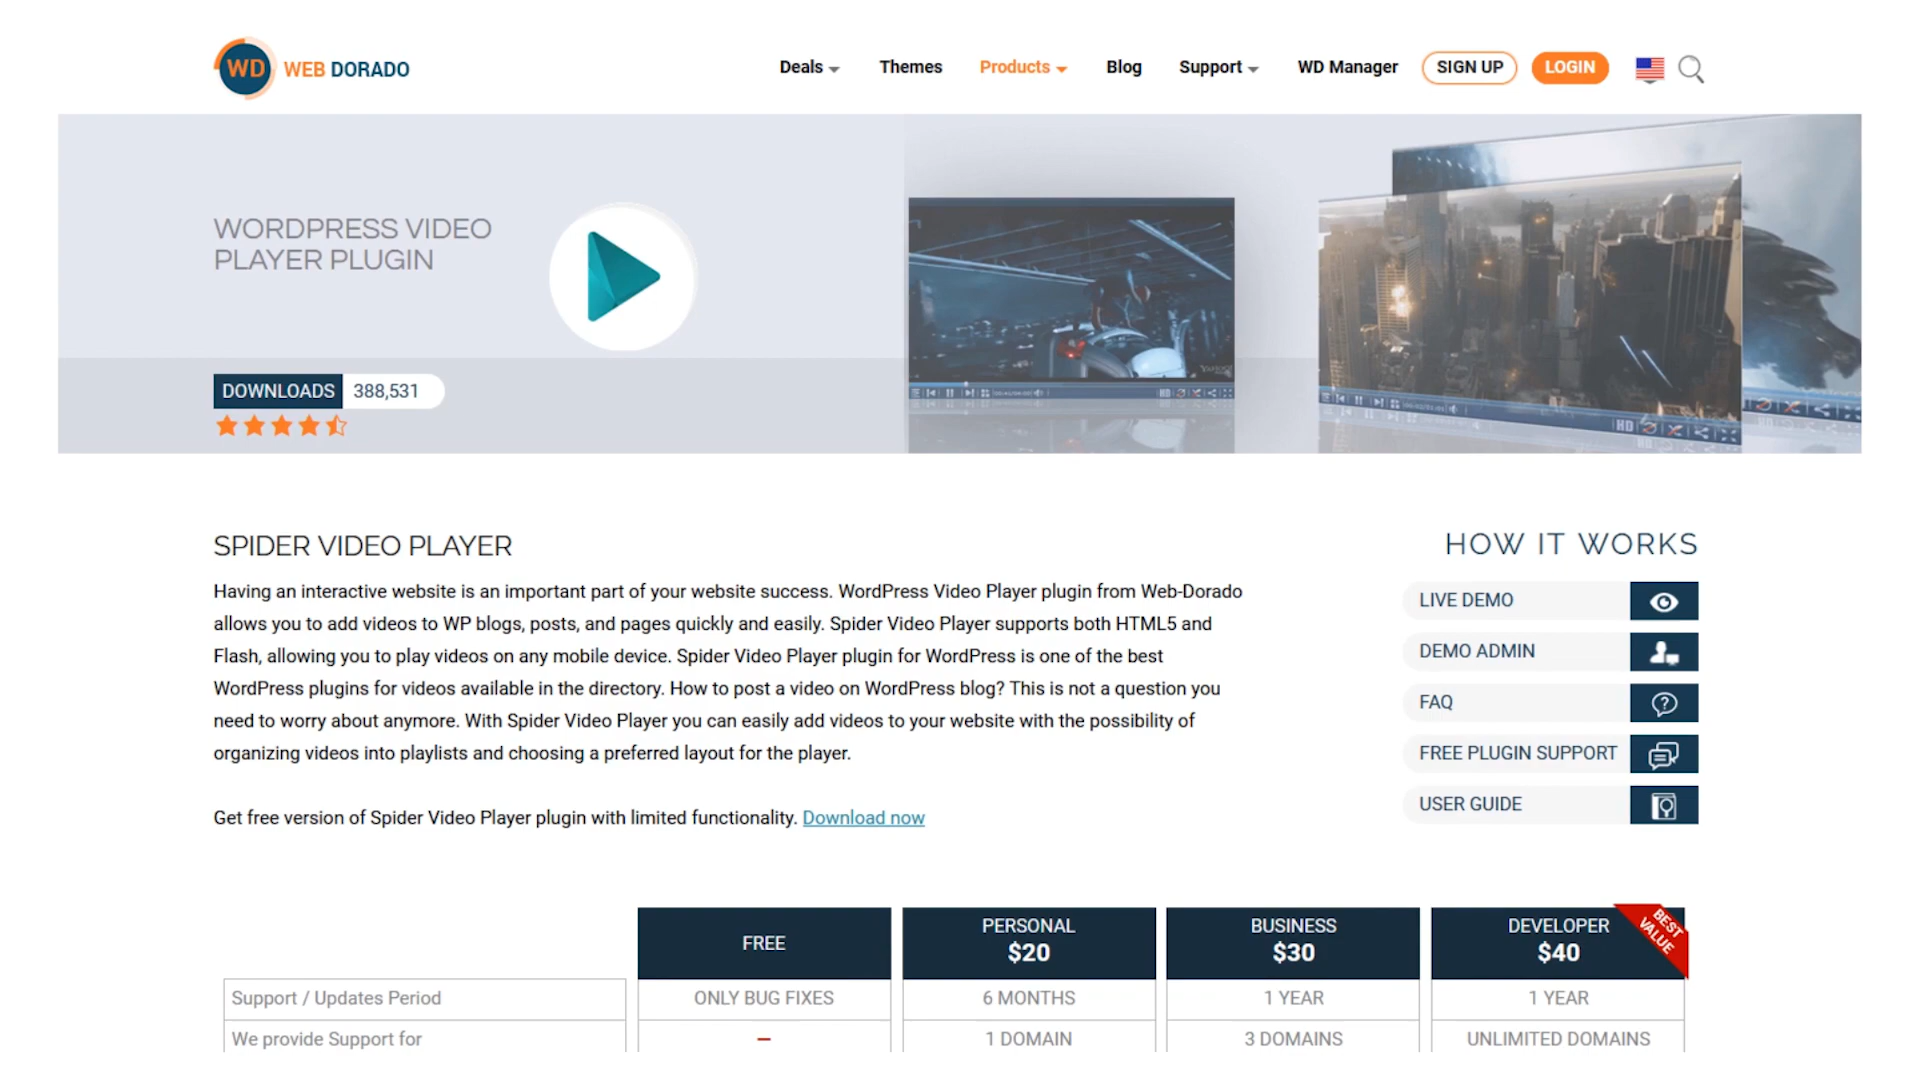 WD WEB DORADO
Deals Themes Products Blog Support WD Manager SIGN UP LOGIN
WORDPRESS VIDEO
PLAYER PLUGIN
DOWNLOADS 388,531
YAHOO!
HD
HD
SPIDER VIDEO PLAYER
Having an interactive website is an important part of your website success. WordPress Video Player plugin from Web-Dorado
allows you to add videos to WP blogs, posts, and pages quickly and easily. Spider Video Player supports both HTML5 and
Flash, allowing you to play videos on any mobile device. Spider Video Player plugin for WordPress is one of the best
WordPress plugins for videos available in the directory. How to post a video on WordPress blog? This is not a question you
need to worry about anymore. With Spider Video Player you can easily add videos to your website with the possibility of
organizing videos into playlists and choosing a preferred layout for the player.
Get free version of Spider Video Player plugin with limited functionality. Download now
HOW IT WORKS
LIVE DEMO
DEMO ADMIN
FAQ
FREE PLUGIN SUPPORT
USER GUIDE
FREE
PERSONAL
$20
BUSINESS
$30
DEVELOPER
$40
BEST
VALUE
Support / Updates Period ONLY BUG FIXES 6 MONTHS 1 YEAR 1 YEAR
We provide Support for – 1 DOMAIN 3 DOMAINS UNLIMITED DOMAINS